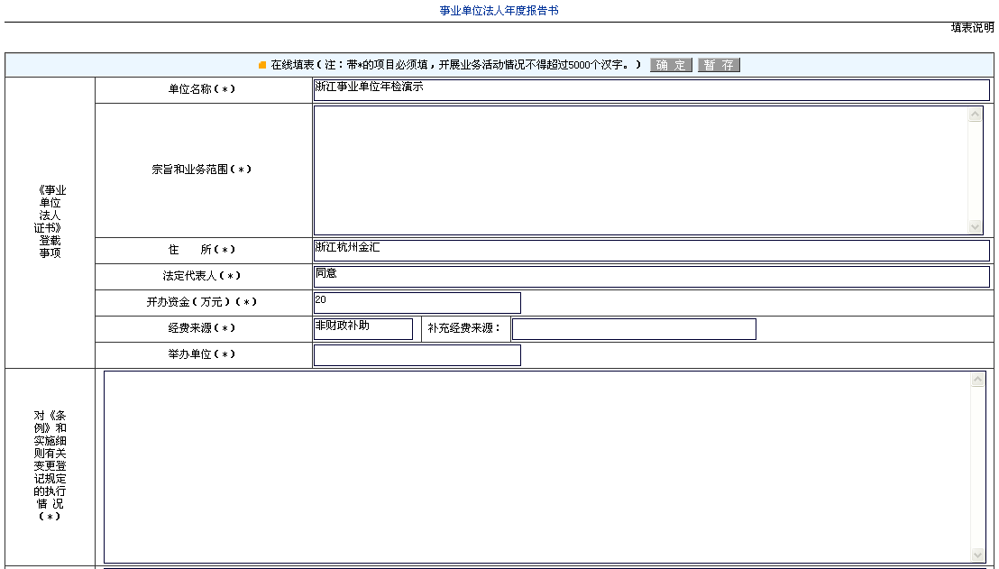 事业单位法人年度报告书
填表说明
在线填表(注:带*的项目必须填,开展业务活动情况不得超过5000个汉字。) 确 定 暂 存
《事业
单位
法人
证书》
登载
事项
单位名称(*) 浙江事业单位年检演示
宗旨和业务范围(*)
住 所(*) 浙江杭州金汇
法定代表人(*) 同意
开办资金(万元)(*) 20
经费来源(*) 非财政补助 补充经费来源:
举办单位(*)
对《条
例》和
实施细
则有关
变更登
记规定
的执行
情 况
(*)